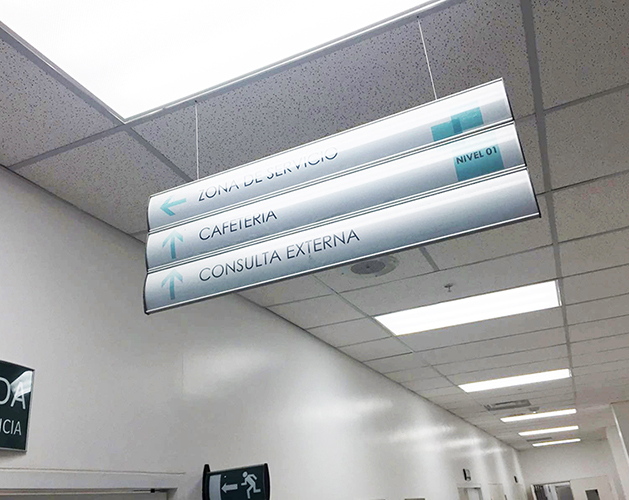 ZONA DE SERVICIO
NIVEL 01
CAFETERIA
CONSULTA EXTERNA